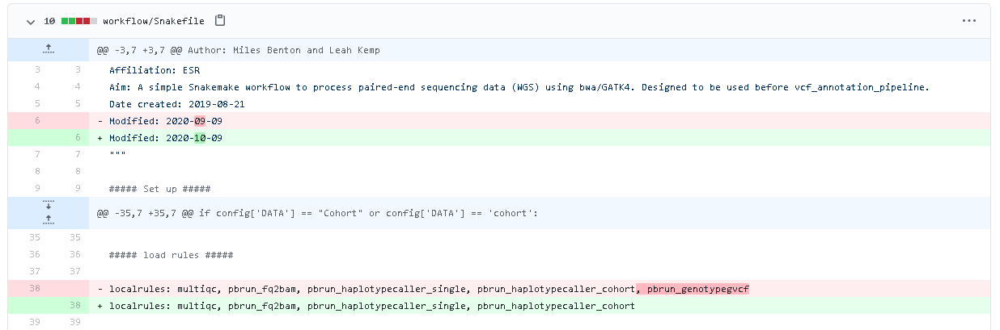 10 workflow/Snakefile
@@ -3,7 +3,7 @@ Author: Miles Benton and Leah Kemp
3 3 Affiliation: ESR
4 4 Aim: A simple Snakemake workflow to process paired-end sequencing data (WGS) using bwa/GATK4. Designed to be used before vcf_annotation_pipeline.
5 5 Date created: 2019-08-21
6 - Modified: 2020-09-09
6 + Modified: 2020-10-09
7 7 """
8 8
9 9 ##### Set up #####
@@ -35,7 +35,7 @@ if config['DATA'] == "Cohort" or config['DATA'] == 'cohort':
35 35
36 36 ##### load rules #####
37 37
38 - localrules: multiqc, pbrun_fq2bam, pbrun_haplotypecaller_single, pbrun_haplotypecaller_cohort, pbrun_genotypegvcf
38 + localrules: multiqc, pbrun_fq2bam, pbrun_haplotypecaller_single, pbrun_haplotypecaller_cohort
39 39